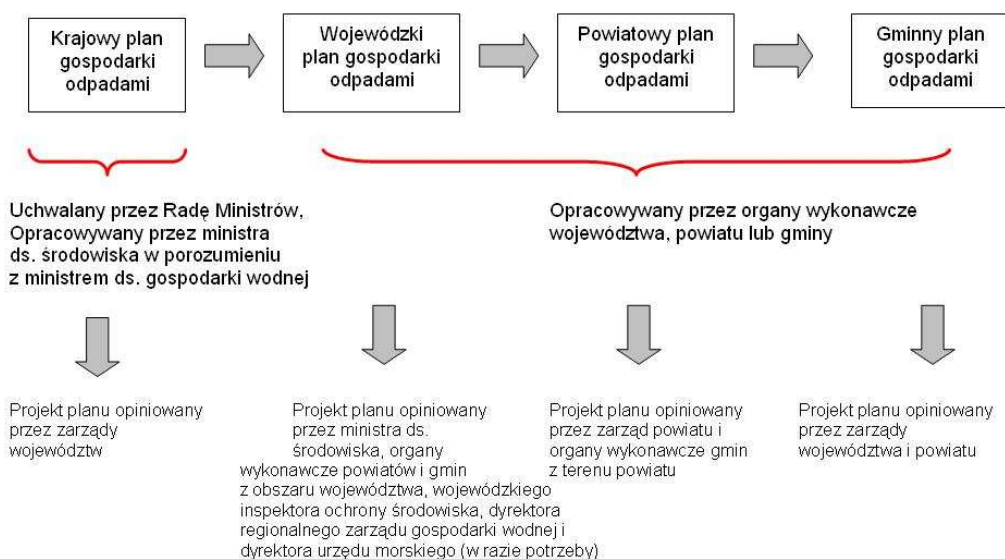 Krajowy plan
gospodarki
odpadami
Wojewódzki
plan gospodarki
odpadami
Powiatowy plan
gospodarki
odpadami
Gminny plan
gospodarki
odpadami
Uchwalany przez Radę Ministrów,
Opracowywany przez ministra
ds. środowiska w porozumieniu
z ministrem ds. gospodarki wodnej
Opracowywany przez organy wykonawcze
województwa, powiatu lub gminy
Projekt planu opiniowany
przez zarządy
województw
Projekt planu opiniowany
przez ministra ds.
środowiska, organy
wykonawcze powiatów i gmin
z obszaru województwa, wojewódzkiego
inspektora ochrony środowiska, dyrektora
regionalnego zarządu gospodarki wodnej i
dyrektora urzędu morskiego (w razie potrzeby)
Projekt planu opiniowany
przez zarząd powiatu i
organy wykonawcze gmin
z terenu powiatu
Projekt planu opiniowany
przez zarządy
województwa i powiatu